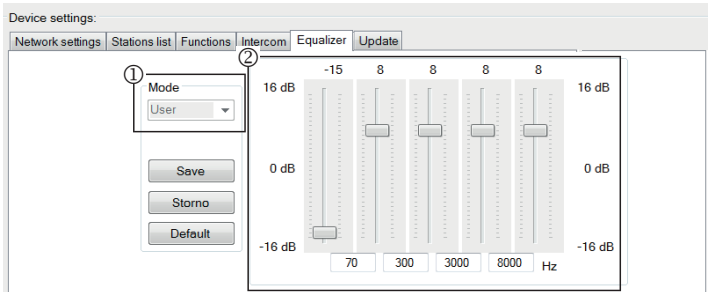 Device settings:
Network settings Stations list Functions Intercom Equalizer Update
① ②
Mode
User
Save
Storno
Default
-15 8 8 8 8
16 dB 16 dB
0 dB 0 dB
-16 dB -16 dB
70 300 3000 8000 Hz